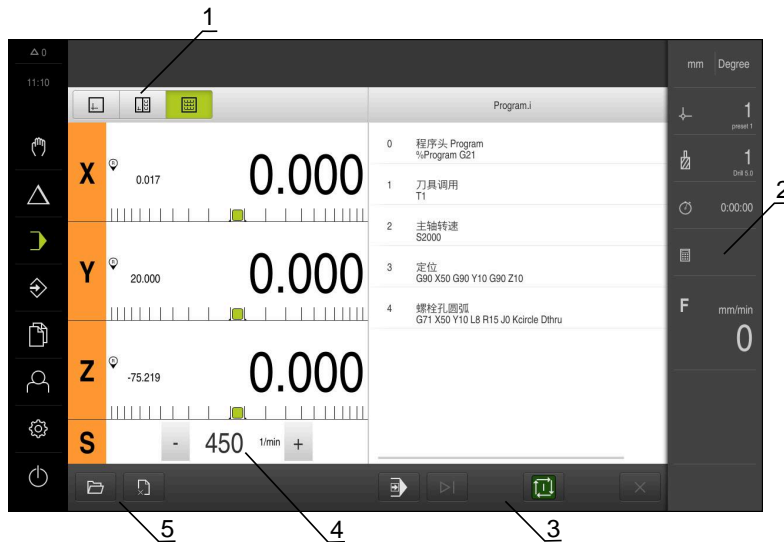 1
△ 0
11:10
mm Degree
Program.i
1
preset 1
1
Drill 5.0
0:00:00
2
F mm/min
0
X R 0.017 0.000
Y R 20.000 0.000
Z R -75.219 0.000
S - 450 1/min +
0 程序头 Program
%Program G21
1 刀具调用
T1
2 主轴转速
S2000
3 定位
G90 X50 G90 Y10 G90 Z10
4 螺栓孔圆弧
G71 X50 Y10 L8 R15 J0 Kcircle Dthru
5
4
3